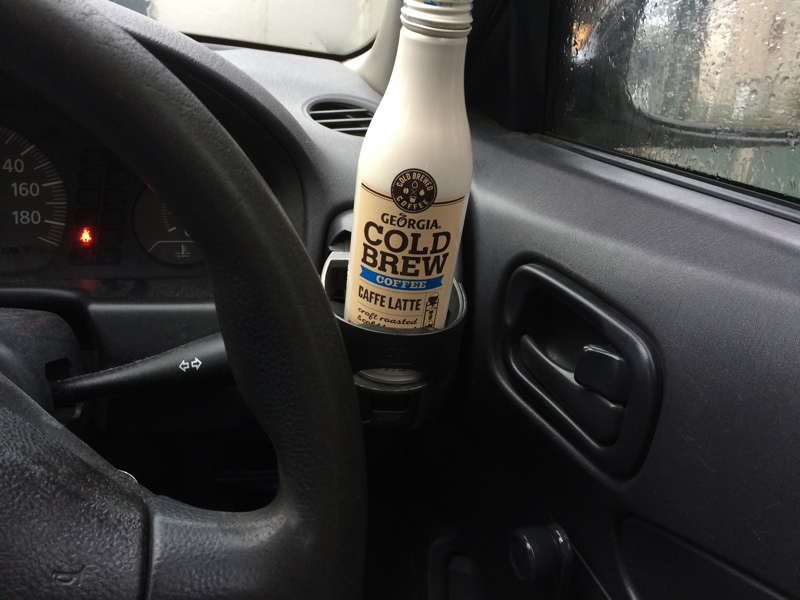 COLD BREWED
COFFEE
GEORGIA
COLD
BREW
COFFEE
CAFFE LATTE
craft roasted
40
160
180